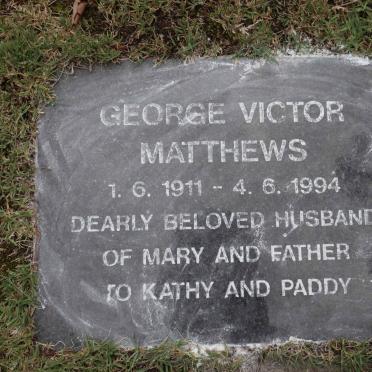 GEORGE VICTOR
MATTHEWS
1. 6. 1911 - 4. 6. 1994
DEARLY BELOVED HUSBAND
OF MARY AND FATHER
TO KATHY AND PADDY